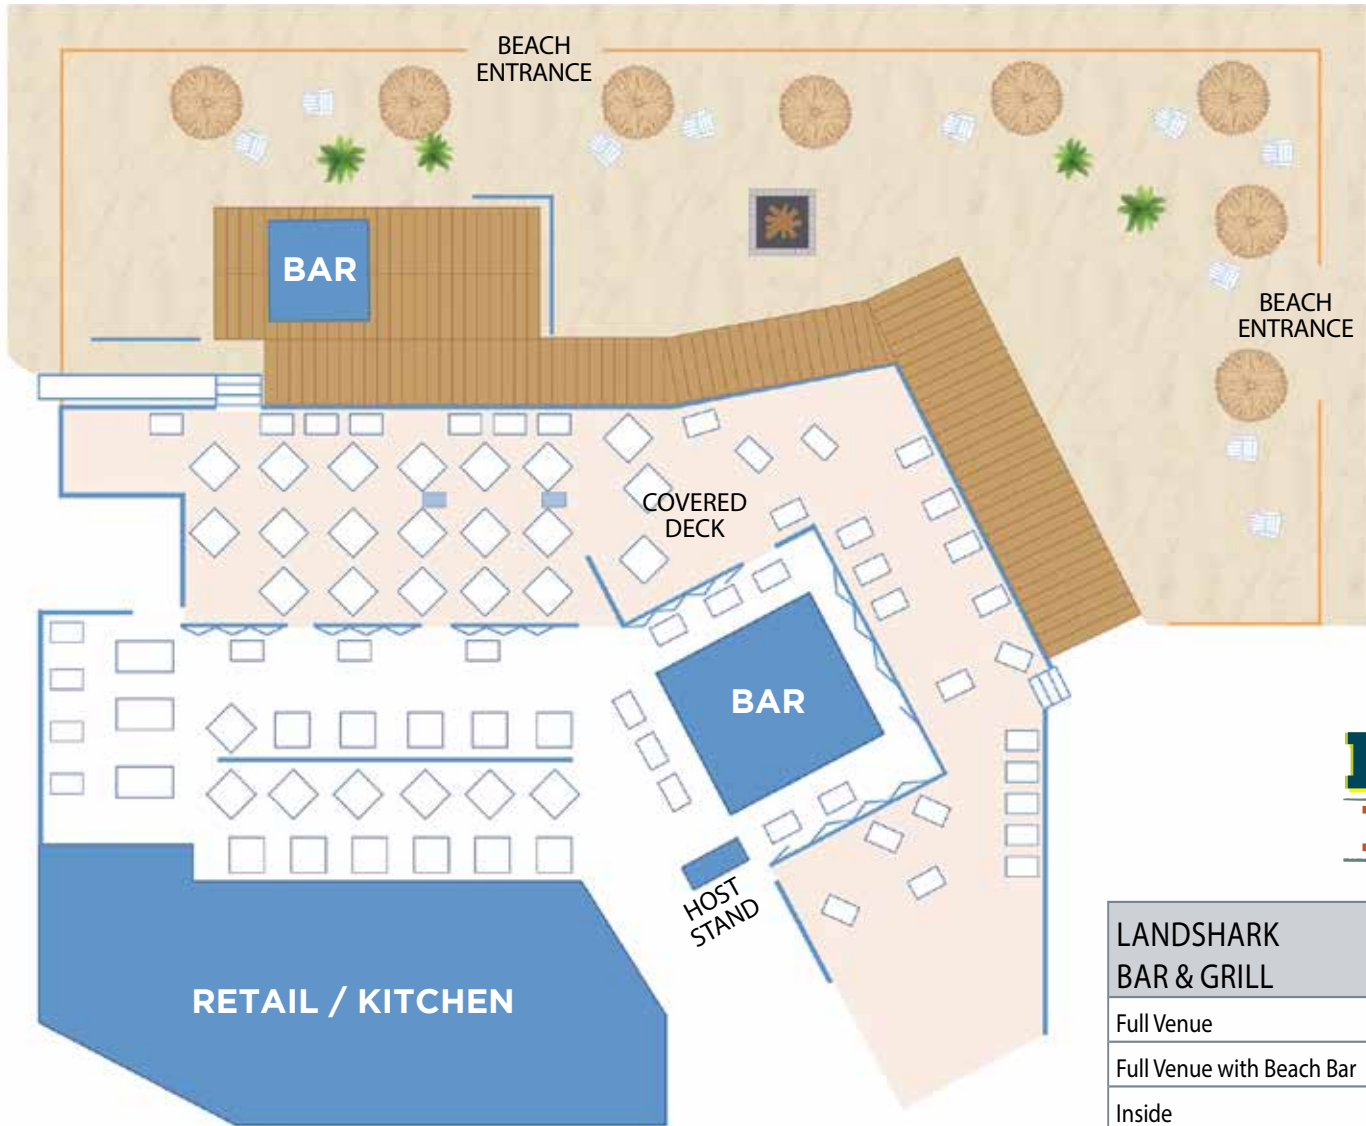 BEACH
ENTRANCE
BAR
BEACH
ENTRANCE
COVERED
DECK
BAR
HOST
STAND
RETAIL / KITCHEN
LANDSHARK
BAR & GRILL
Full Venue
Full Venue with Beach Bar
Inside